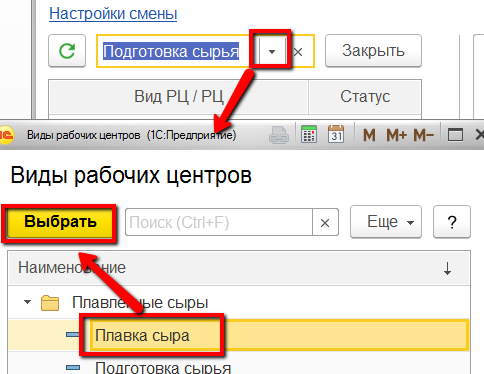 Настройки смены
Подготовка сырья
Закрыть
Вид РЦ / РЦ
Статус
Виды рабочих центров (1С:Предприятие)
M M+ M−
Виды рабочих центров
Выбрать
Поиск (Ctrl+F)
×
Еще
?
Наименование
Плавленые сыры
Плавка сыра
Подготовка сырья